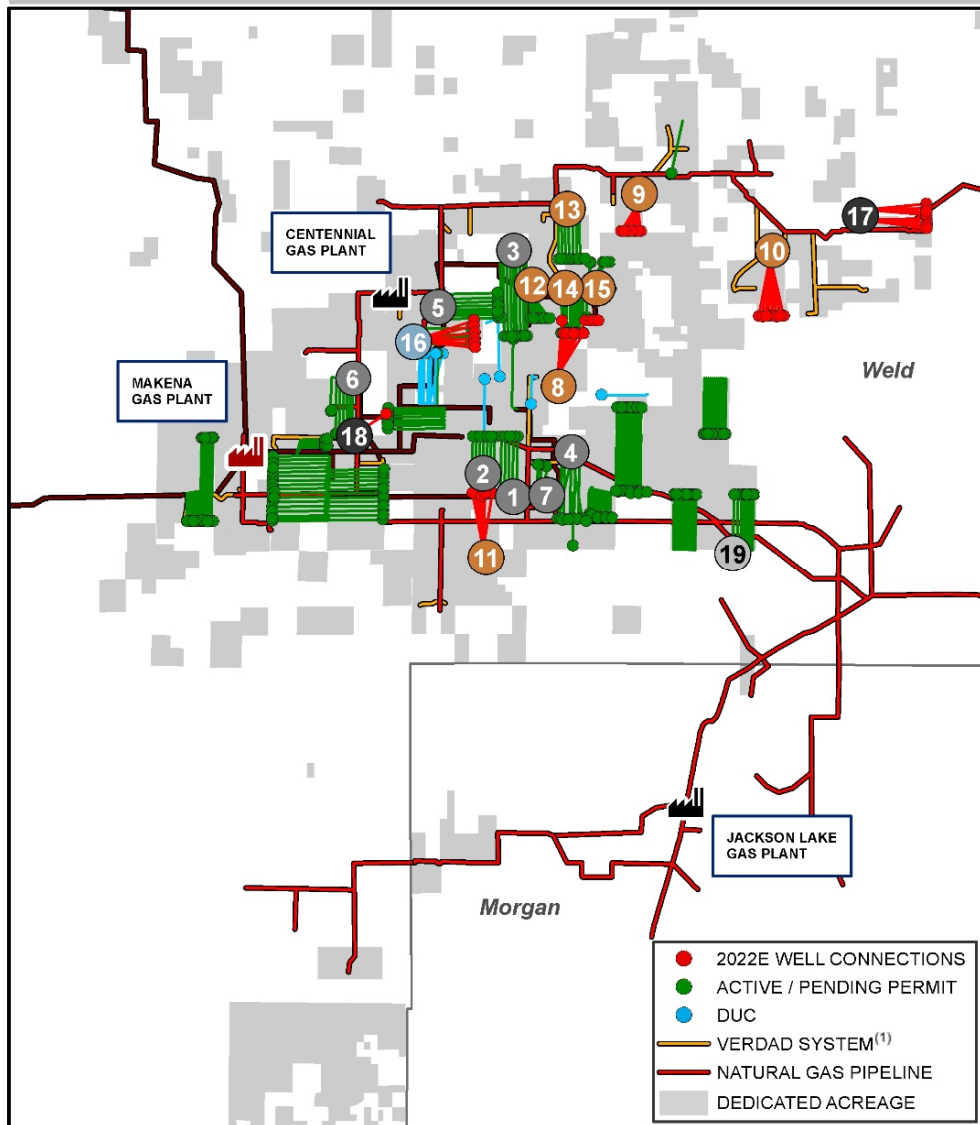 9
13
17
CENTENNIAL
GAS PLANT
3
10
12
14
15
5
16
Weld
MAKENA
GAS PLANT
6
8
18
4
2
1
7
11
19
JACKSON LAKE
GAS PLANT
Morgan
2022E WELL CONNECTIONS
ACTIVE / PENDING PERMIT
DUC
VERDAD SYSTEM(1)
NATURAL GAS PIPELINE
DEDICATED ACREAGE